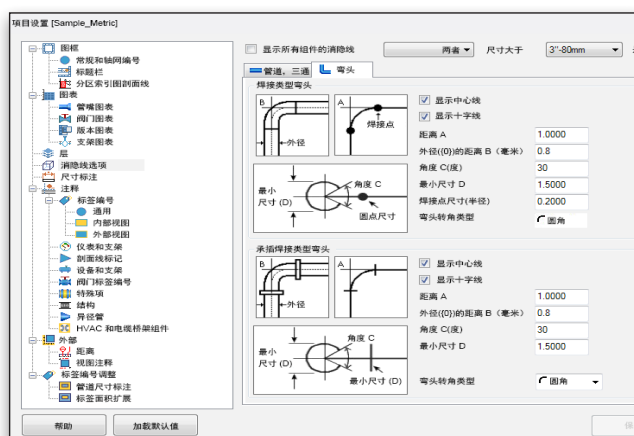 项目设置 [Sample_Metric]
图框
常规和轴网编号
标题栏
分区索引图剖面线
图表
管嘴图表
阀门图表
版本图表
支架图表
层
消隐线选项
尺寸标注
注释
标签编号
通用
内部视图
外部视图
仪表和支架
剖面线标记
设备和支架
阀门标签编号
特殊项
结构
异径管
HVAC 和电缆桥架组件
外部
距离
视图注释
标签编号调整
管道尺寸标注
标签面积扩展
显示所有组件的消隐线
两者
尺寸大于
3"-80mm
管道，三通
弯头
焊接类型弯头
B
外径
A
焊接点
最小
尺寸 (D)
角度 C
圆点尺寸
显示中心线
显示十字线
距离 A
1.0000
外径({0})的距离 B（毫米）
0.8
角度 C(度)
30
最小尺寸 D
1.5000
焊接点尺寸(半径)
0.2000
弯头转角类型
圆角
承插焊接类型弯头
B
外径
A
最小
尺寸 (D)
角度 C
最小尺寸 (D)
显示中心线
显示十字线
距离 A
1.0000
外径({0})的距离 B（毫米）
0.8
角度 C(度)
30
最小尺寸 D
1.5000
弯头转角类型
圆角
帮助
加载默认值